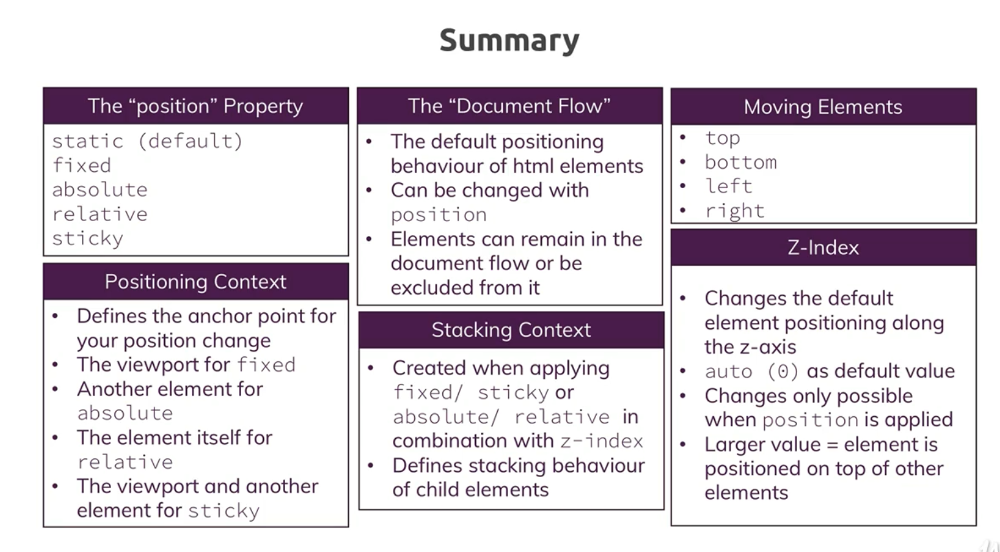 Summary
The “position” Property
static (default)
fixed
absolute
relative
sticky
Positioning Context
• Defines the anchor point for
your position change
• The viewport for fixed
• Another element for
absolute
• The element itself for
relative
• The viewport and another
element for sticky
The “Document Flow”
• The default positioning
behaviour of html elements
• Can be changed with
position
• Elements can remain in the
document flow or be
excluded from it
Stacking Context
• Created when applying
fixed/ sticky or
absolute/ relative in
combination with z-index
• Defines stacking behaviour
of child elements
Moving Elements
• top
• bottom
• left
• right
Z-Index
• Changes the default
element positioning along
the z-axis
• auto (0) as default value
• Changes only possible
when position is applied
• Larger value = element is
positioned on top of other
elements